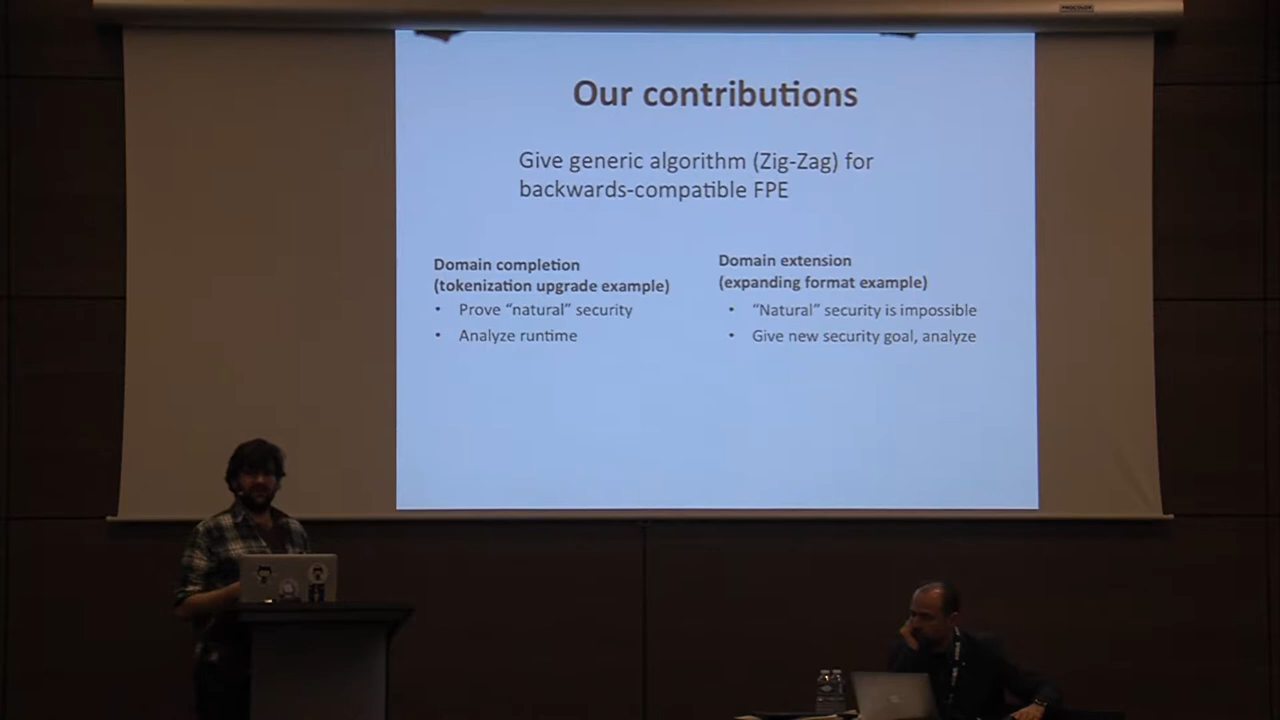 PROCOLOR
Our contributions
Give generic algorithm (Zig-Zag) for
backwards-compatible FPE
Domain completion
(tokenization upgrade example)
• Prove “natural” security
• Analyze runtime
Domain extension
(expanding format example)
• “Natural” security is impossible
• Give new security goal, analyze